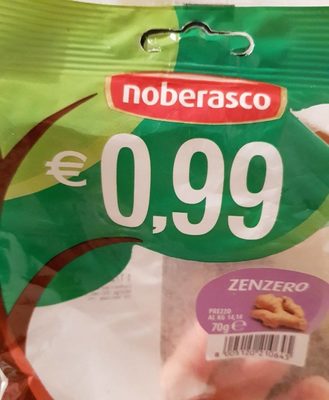 noberasco
€ 0,99
ZENZERO
PREZZO
AL KG 14,14
70g ℮